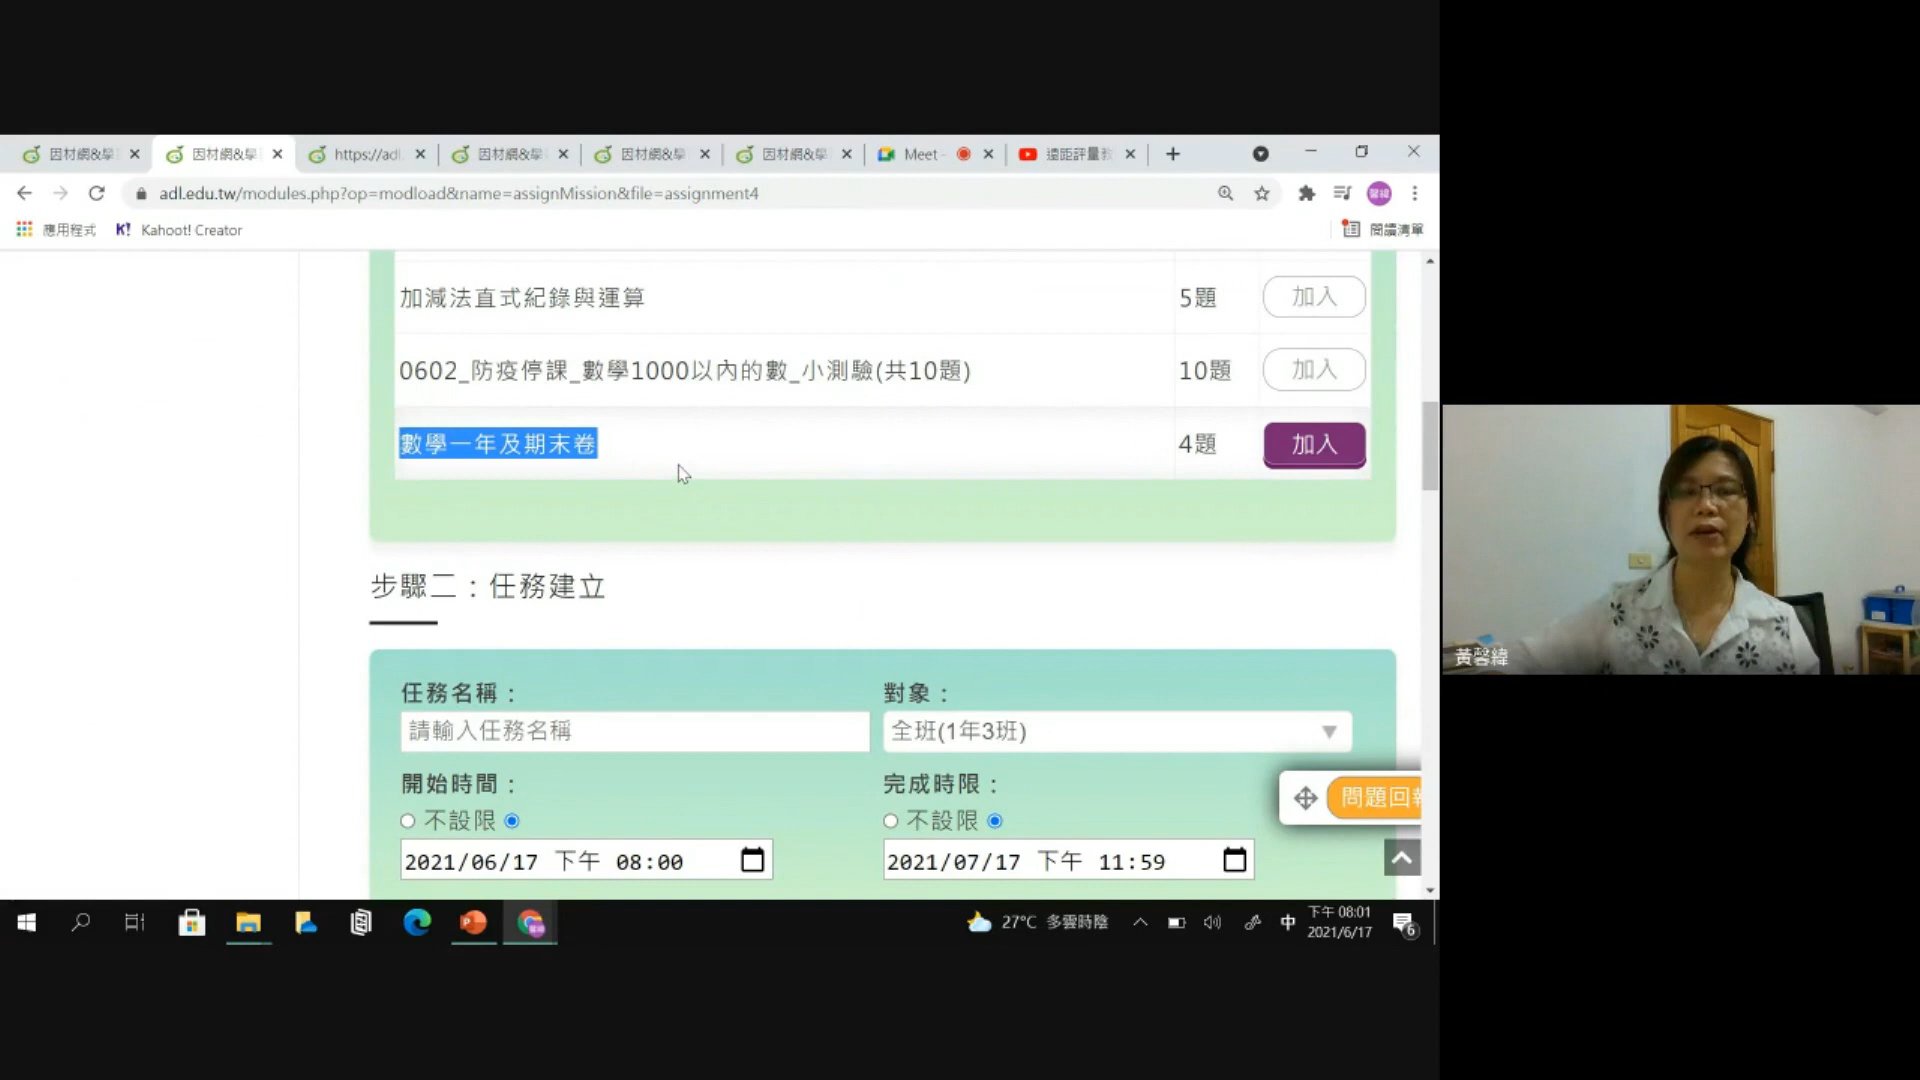 因材網&學
因材網&學
https://adl.
因材網&學
因材網&學
因材網&學
Meet -
遠距評量教
adl.edu.tw/modules.php?op=modload&name=assignMission&file=assignment4
馨緯
應用程式
K! Kahoot! Creator
閱讀清單
加減法直式紀錄與運算 5題 加入
0602_防疫停課_數學1000以內的數_小測驗(共10題) 10題 加入
數學一年及期末卷 4題 加入
步驟二：任務建立
任務名稱： 對象：
請輸入任務名稱 全班(1年3班)
開始時間： 完成時限：
不設限 不設限
2021/06/17 下午 08:00 2021/07/17 下午 11:59
問題回報
黃馨緯
27°C 多雲時陰
中
下午 08:01
2021/6/17
6